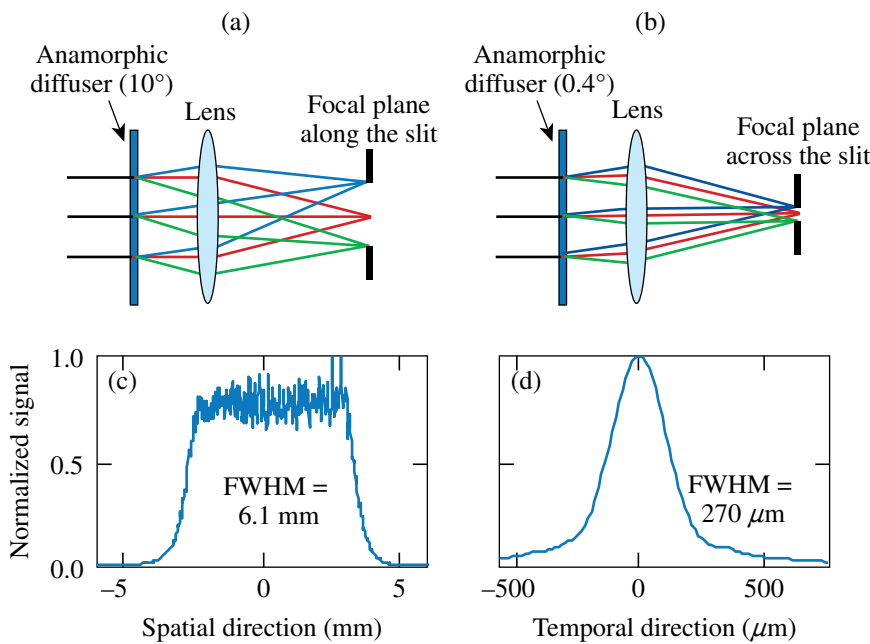 (a)
Anamorphic
diffuser (10°)
Lens
Focal plane
along the slit
(b)
Anamorphic
diffuser (0.4°)
Lens
Focal plane
across the slit
(c)
Normalized signal
1.0
0.5
0.0
FWHM =
6.1 mm
−5
0
5
Spatial direction (mm)
(d)
FWHM =
270 μm
−500
0
500
Temporal direction (μm)